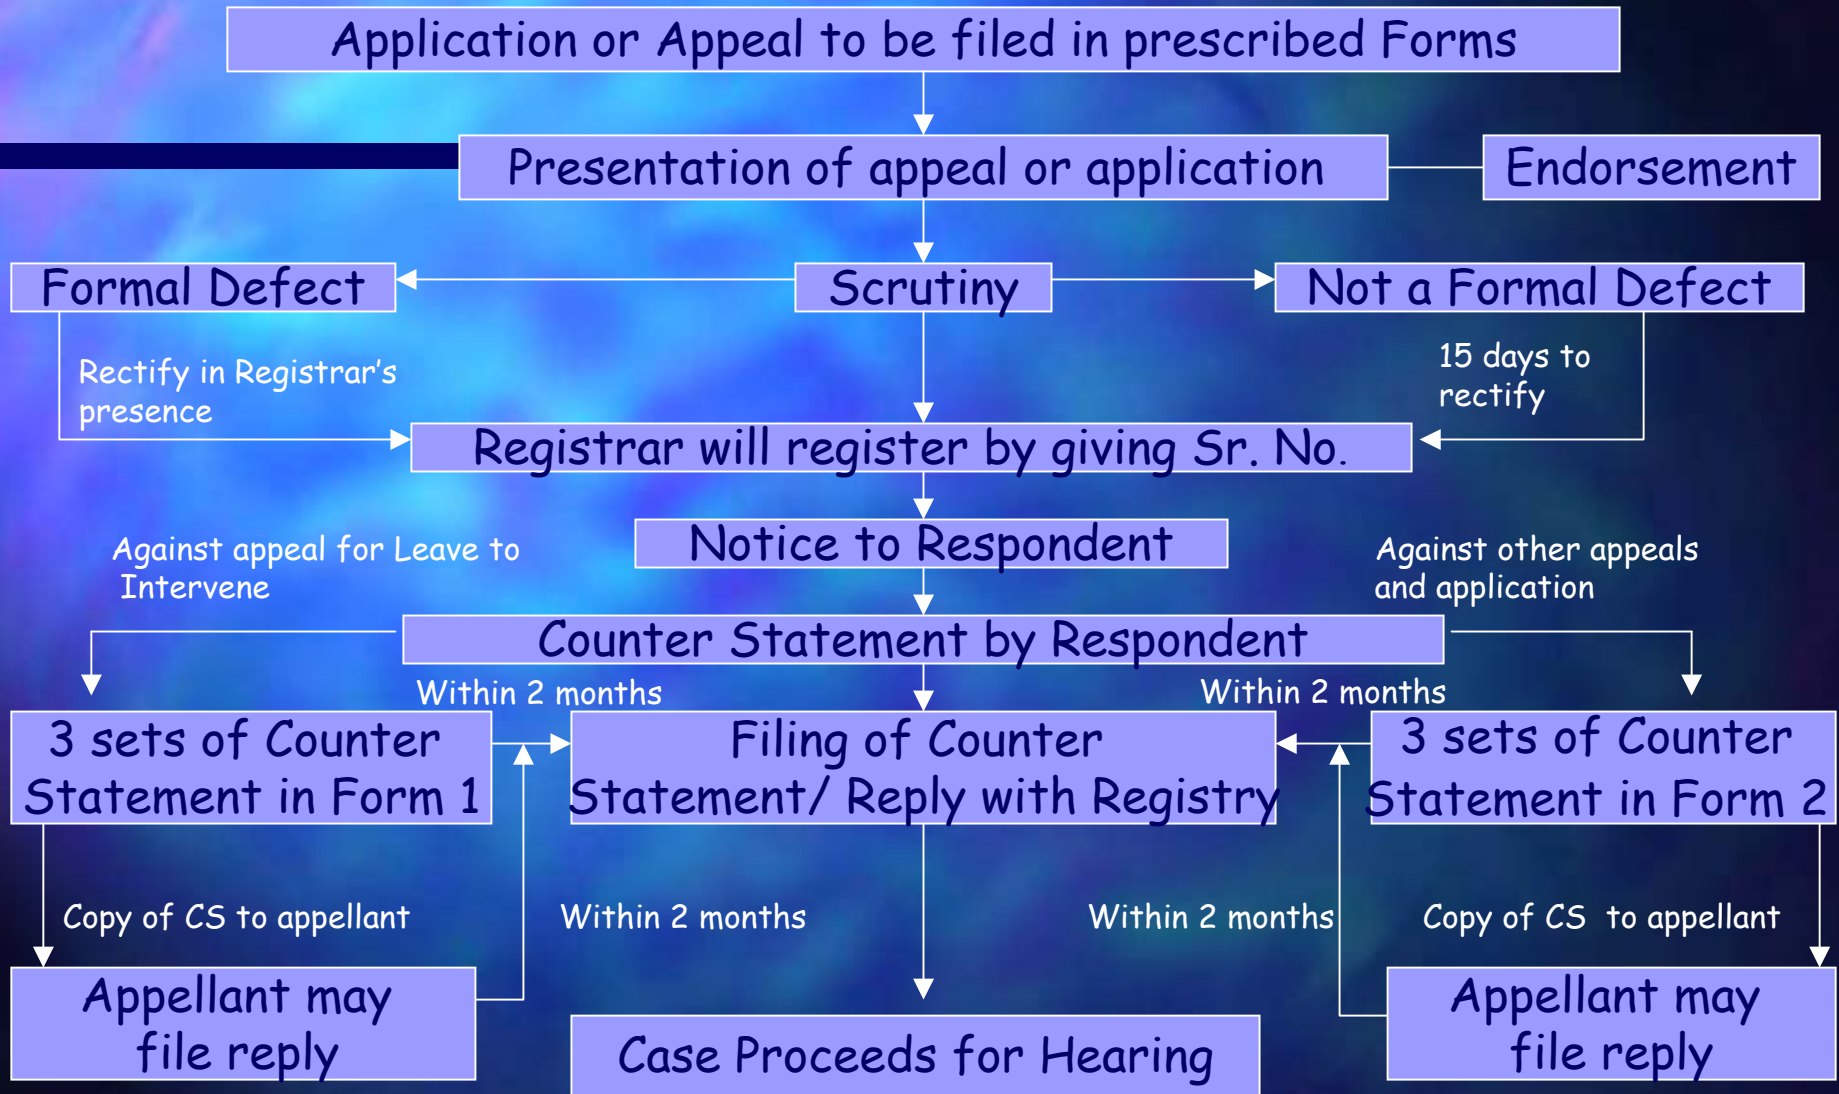 Application or Appeal to be filed in prescribed Forms
Presentation of appeal or application
Endorsement
Formal Defect
Scrutiny
Not a Formal Defect
Rectify in Registrar's
presence
15 days to
rectify
Registrar will register by giving Sr. No.
Notice to Respondent
Against appeal for Leave to
Intervene
Against other appeals
and application
Counter Statement by Respondent
Within 2 months
Within 2 months
3 sets of Counter
Statement in Form 1
Filing of Counter
Statement/ Reply with Registry
3 sets of Counter
Statement in Form 2
Copy of CS to appellant
Within 2 months
Within 2 months
Copy of CS to appellant
Appellant may
file reply
Case Proceeds for Hearing
Appellant may
file reply